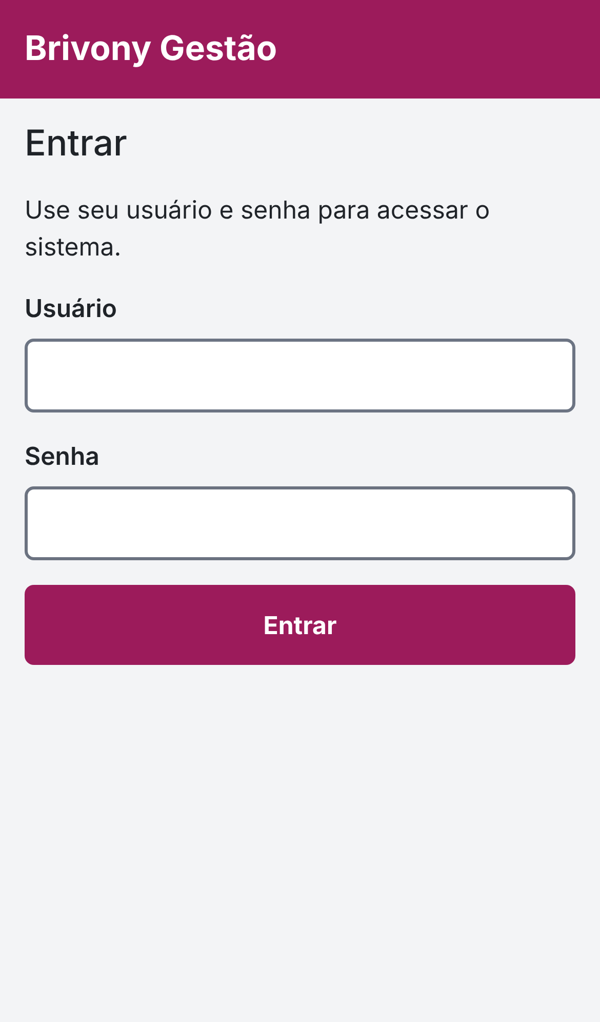 Brivony Gestão
Entrar
Use seu usuário e senha para acessar o
sistema.
Usuário
Senha
Entrar